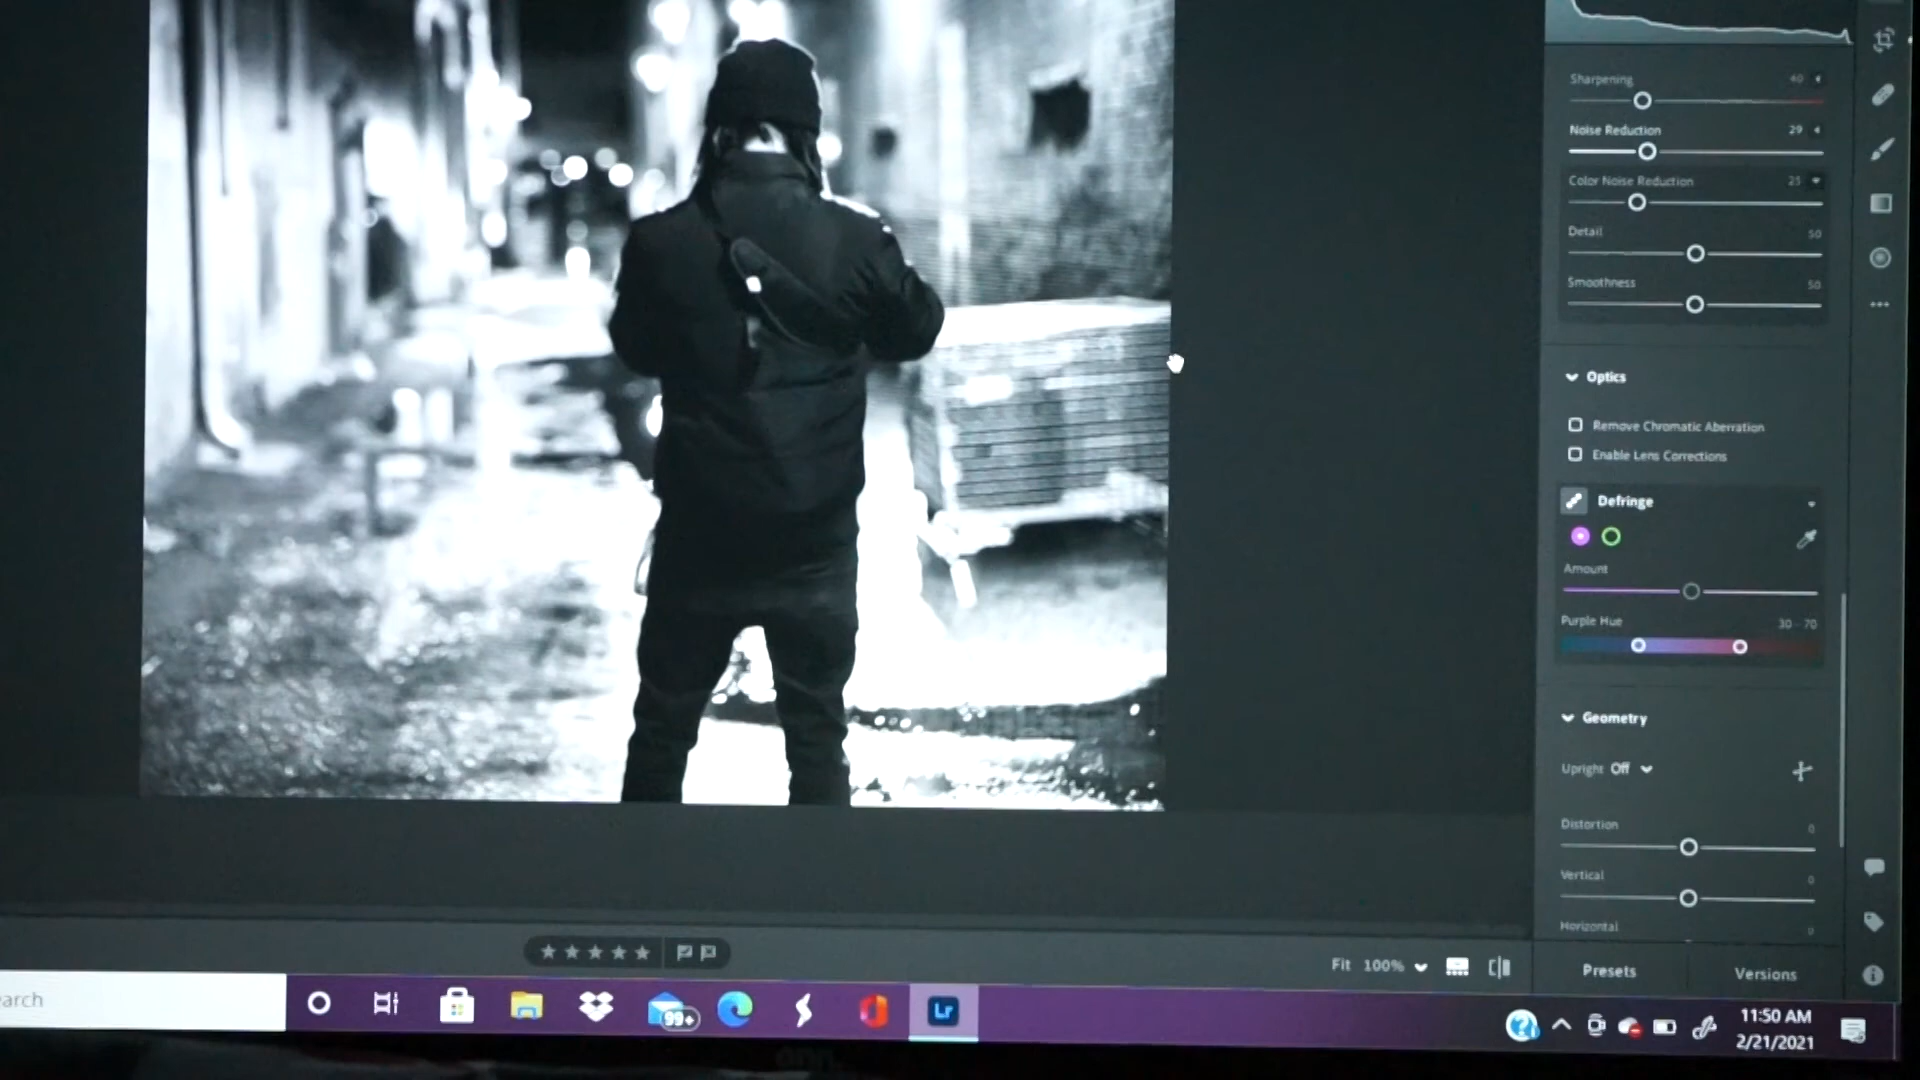 Sharpening 40
Noise Reduction 29
Color Noise Reduction 25
Detail 50
Smoothness 50
Optics
Remove Chromatic Aberration
Enable Lens Corrections
Defringe
Amount
Purple Hue 30 - 70
Geometry
Upright Off
Distortion 0
Vertical 0
Horizontal 0
Fit 100%
Presets Versions
arch
99+
Lr
11:50 AM
2/21/2021